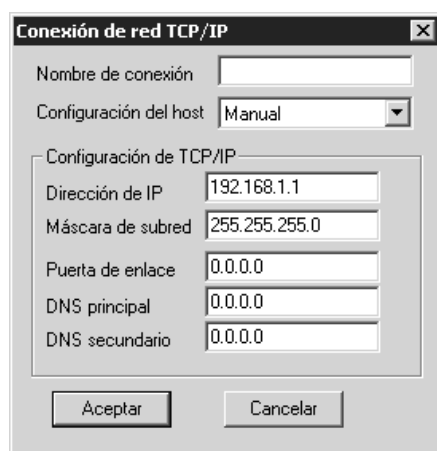 Conexión de red TCP/IP
Nombre de conexión
Configuración del host Manual
Configuración de TCP/IP
Dirección de IP 192.168.1.1
Máscara de subred 255.255.255.0
Puerta de enlace 0.0.0.0
DNS principal 0.0.0.0
DNS secundario 0.0.0.0
Aceptar Cancelar